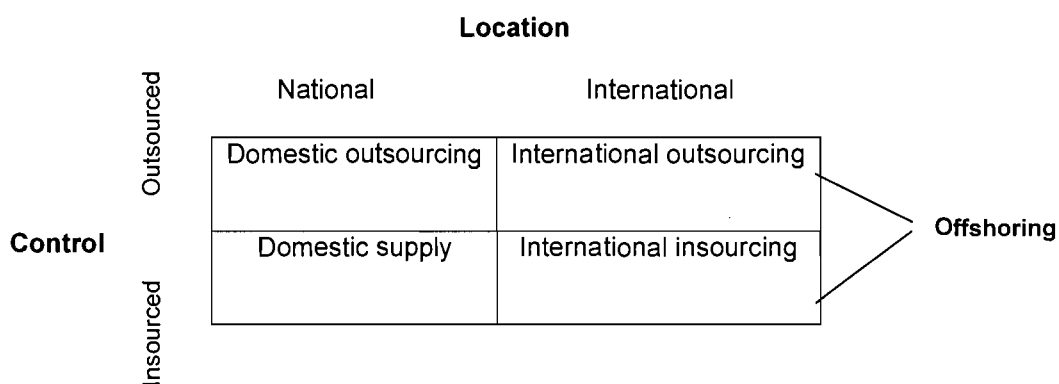 Location
National International
Outsourced
Domestic outsourcing International outsourcing
Control
Offshoring
Domestic supply International insourcing
Insourced